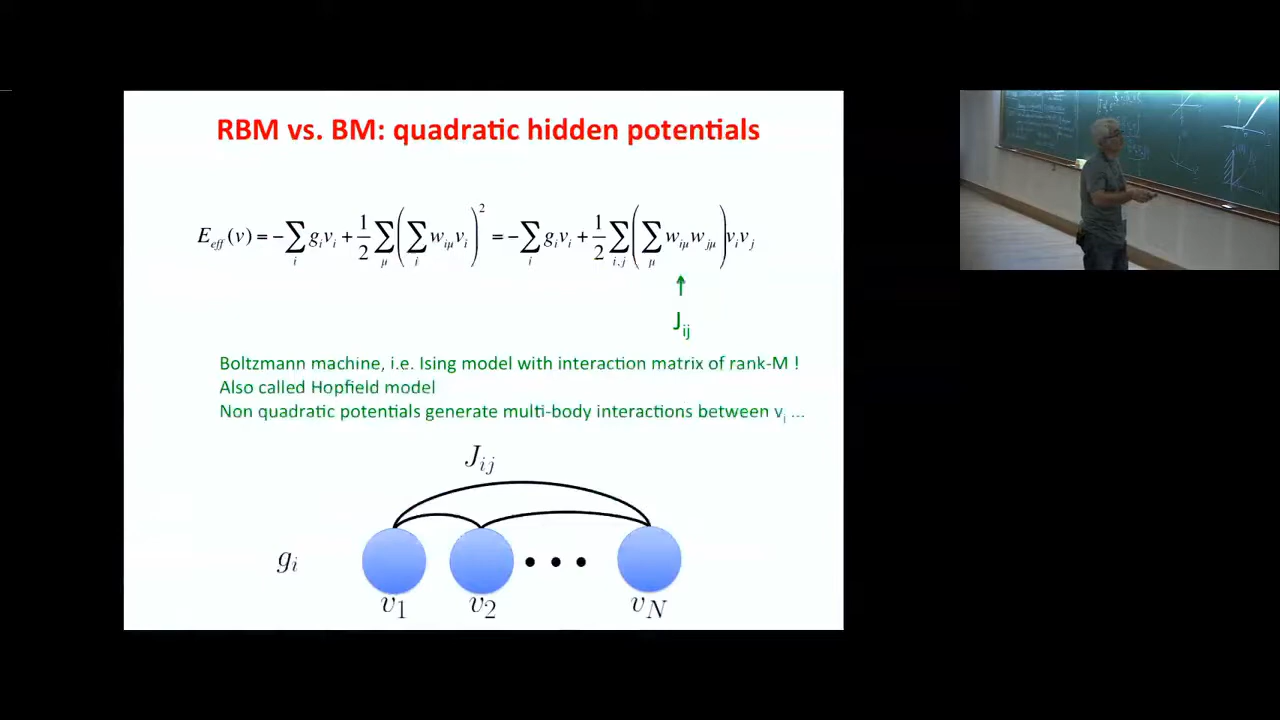 RBM vs. BM: quadratic hidden potentials
E_eff(v) = −∑_i g_i v_i + 1/2 ∑_μ (∑_i w_iμ v_i)^2 = −∑_i g_i v_i + 1/2 ∑_i,j (∑_μ w_iμ w_jμ) v_i v_j
↑
J_ij
Boltzmann machine, i.e. Ising model with interaction matrix of rank-M !
Also called Hopfield model
Non quadratic potentials generate multi-body interactions between v_i ...
J_ij
g_i
v_1 v_2 v_N